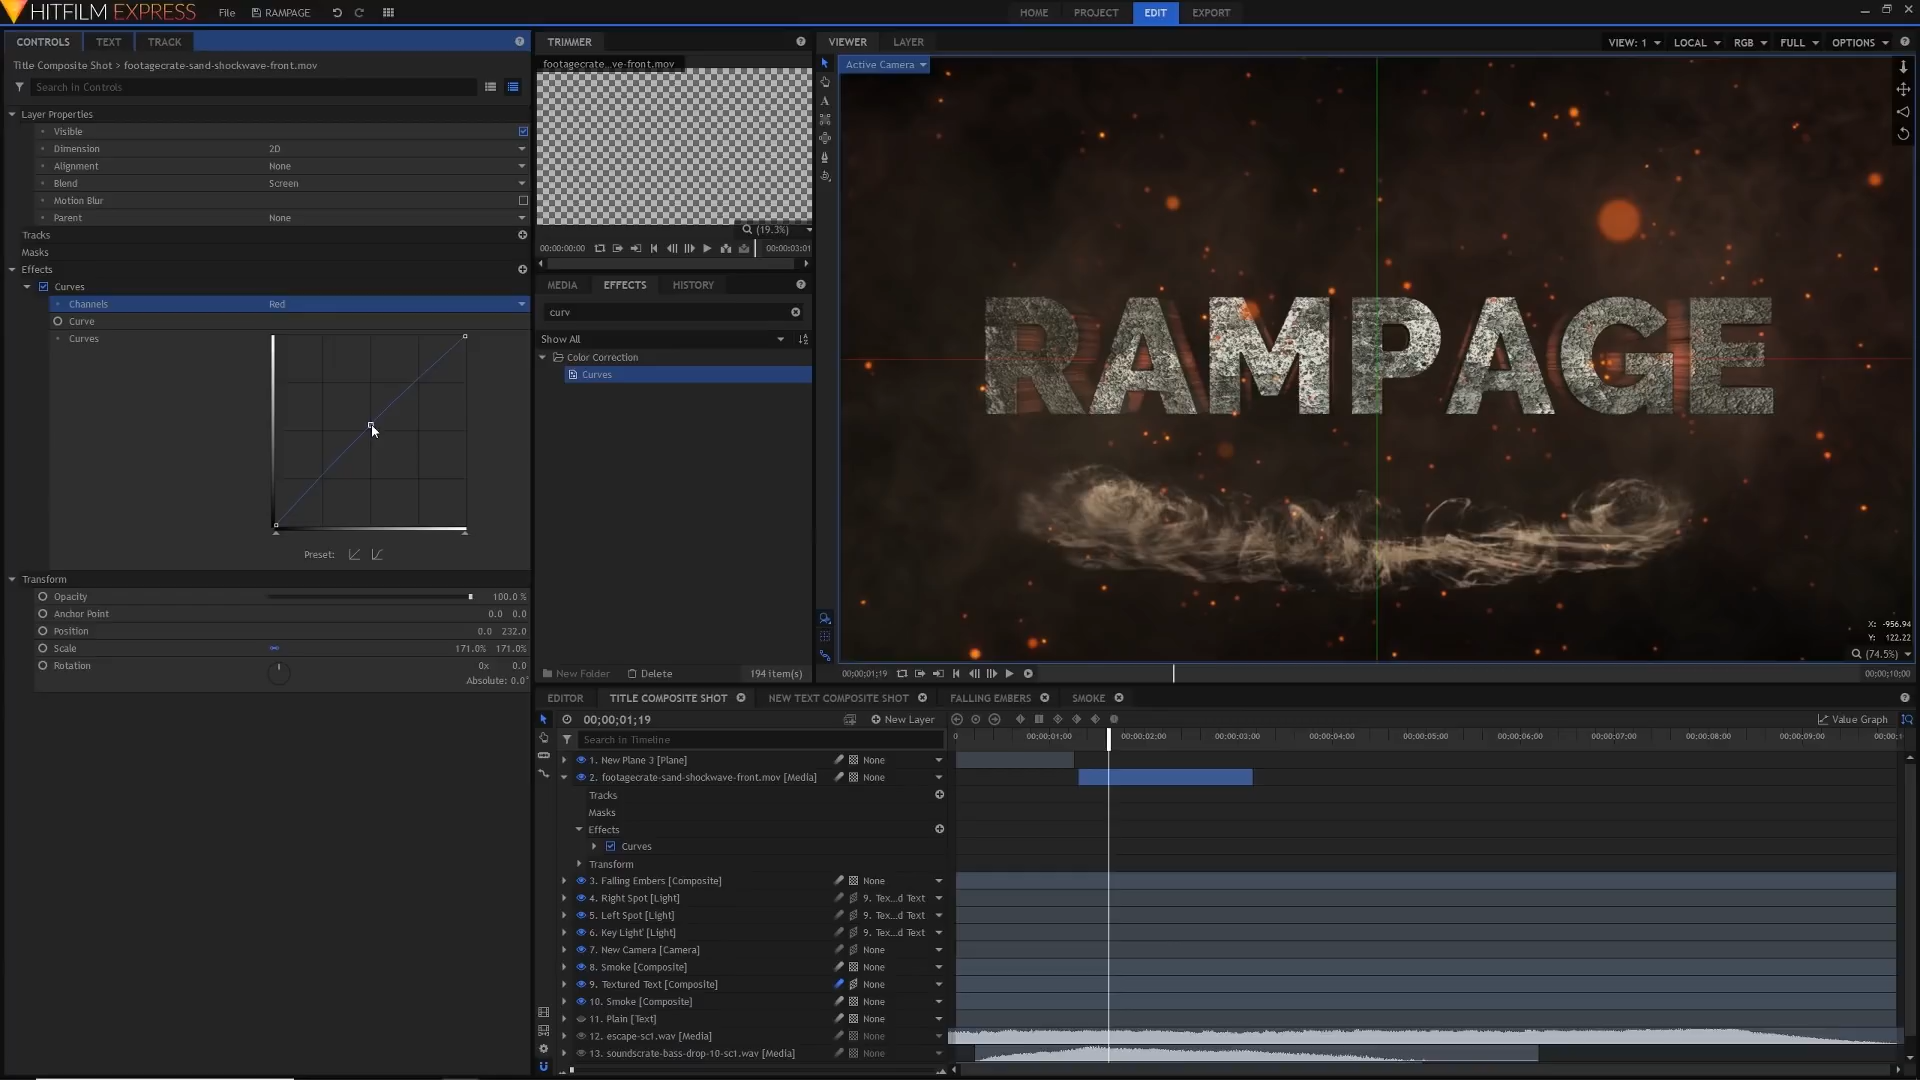 HITFILM EXPRESS
File
RAMPAGE
HOME
PROJECT
EDIT
EXPORT
CONTROLS
TEXT
TRACK
Title Composite Shot > footagecrate-sand-shockwave-front.mov
Search in Controls
Layer Properties
Visible
Dimension 2D
Alignment None
Blend Screen
Motion Blur
Parent None
Tracks
Masks
Effects
Curves
Channels Red
Curve
Curves
Preset:
Transform
Opacity 100.0 %
Anchor Point 0.0 0.0
Position 0.0 232.0
Scale 171.0% 171.0%
Rotation 0x 0.0
Absolute: 0.0°
TRIMMER
footagecrate...ve-front.mov
(19.3%)
00:00:00:00
00:00:03:01
MEDIA
EFFECTS
HISTORY
curv
Show All
Color Correction
Curves
New Folder
Delete
194 item(s)
VIEWER
LAYER
VIEW: 1
LOCAL
RGB
FULL
OPTIONS
Active Camera
RAMPAGE
X: -956.94
Y: 122.22
(74.5%)
00;00;01;19
00;00;10;00
EDITOR
TITLE COMPOSITE SHOT
NEW TEXT COMPOSITE SHOT
FALLING EMBERS
SMOKE
00;00;01;19
New Layer
Value Graph
Search in Timeline
0 00;00;01;00 00;00;02;00 00;00;03;00 00;00;04;00 00;00;05;00 00;00;06;00 00;00;07;00 00;00;08;00 00;00;09;00 00;00;1
1. New Plane 3 [Plane] None
2. footagecrate-sand-shockwave-front.mov [Media] None
Tracks
Masks
Effects
Curves
Transform
3. Falling Embers [Composite] None
4. Right Spot [Light] 9. Tex...d Text
5. Left Spot [Light] 9. Tex...d Text
6. Key Light' [Light] 9. Tex...d Text
7. New Camera [Camera] None
8. Smoke [Composite] None
9. Textured Text [Composite] None
10. Smoke [Composite] None
11. Plain [Text] None
12. escape-sc1.wav [Media] None
13. soundscrate-bass-drop-10-sc1.wav [Media] None